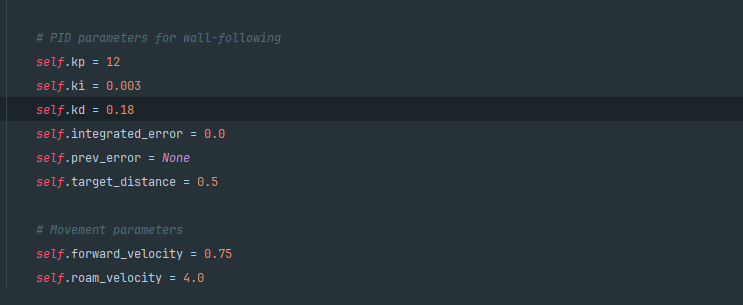 # PID parameters for wall-following
self.kp = 12
self.ki = 0.003
self.kd = 0.18
self.integrated_error = 0.0
self.prev_error = None
self.target_distance = 0.5
# Movement parameters
self.forward_velocity = 0.75
self.roam_velocity = 4.0